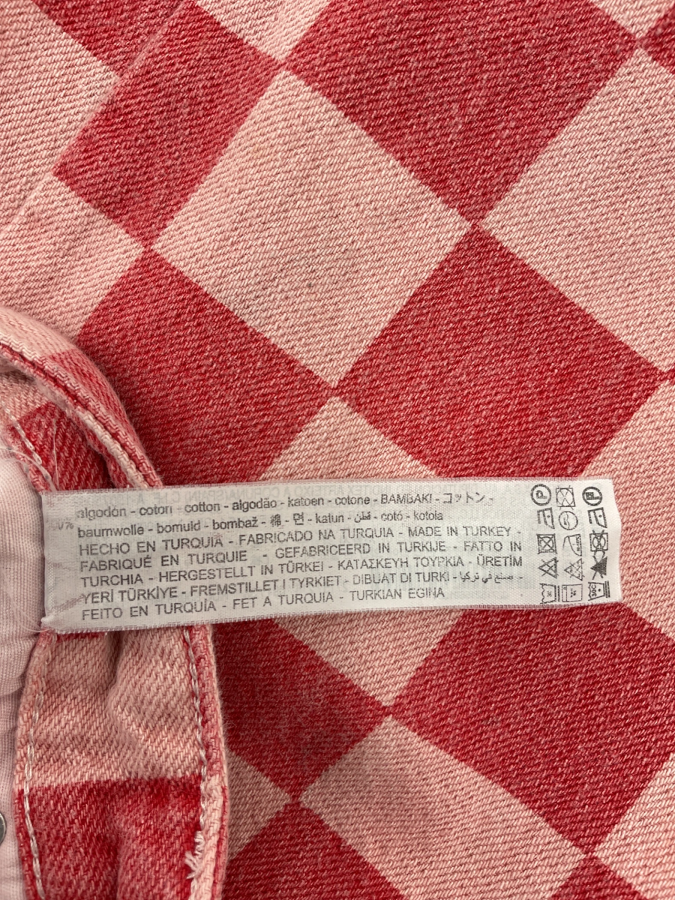 algodón - coton - cotton - algodão - katoen - cotone - BAMBAKI - コットン -
baumwolle - bomuld - bombaž - 棉 - 면 - katun - قطن - cotó - kotoia
HECHO EN TURQUIA - FABRICADO NA TURQUIA - MADE IN TURKEY -
FABRIQUÉ EN TURQUIE - GEFABRICEERD IN TURKIJE - FATTO IN
TURCHIA - HERGESTELLT IN TÜRKEI - ΚΑΤΑΣΚΕΥΗ ΤΟΥΡΚΙΑ - ÜRETİM
YERİ TÜRKİYE - FREMSTILLET I TYRKIET - DIBUAT DI TURKI - صنع في تركيا -
FEITO EN TURQUÍA - FET A TURQUIA - TURKIAN EGINA